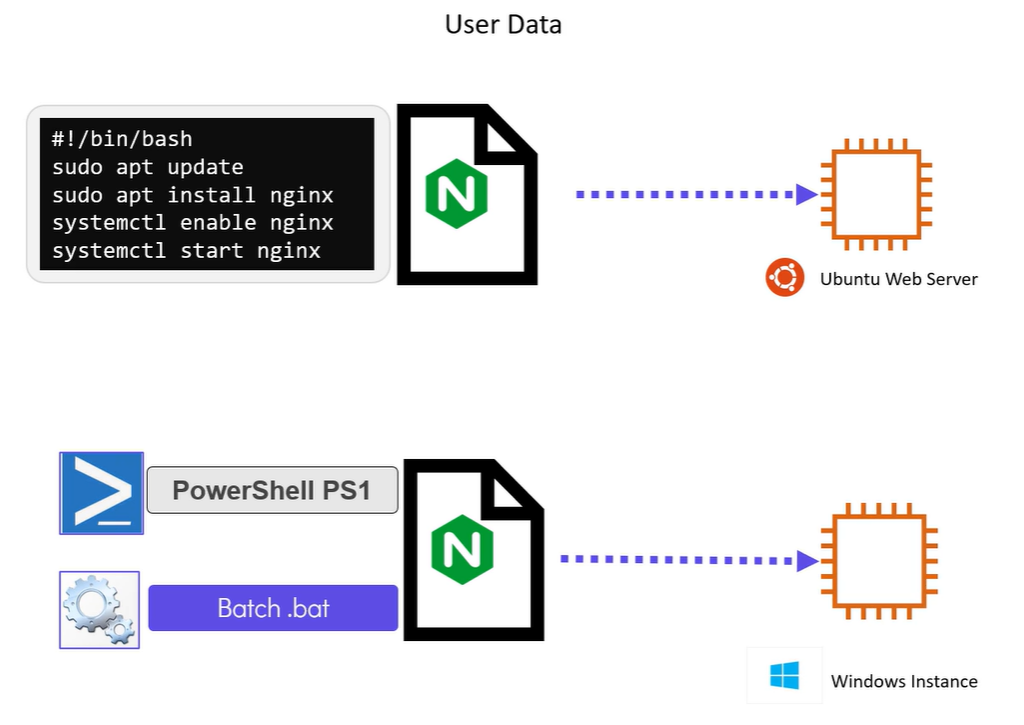 User Data
#!/bin/bash
sudo apt update
sudo apt install nginx
systemctl enable nginx
systemctl start nginx
N
Ubuntu Web Server
PowerShell PS1
N
Batch .bat
Windows Instance